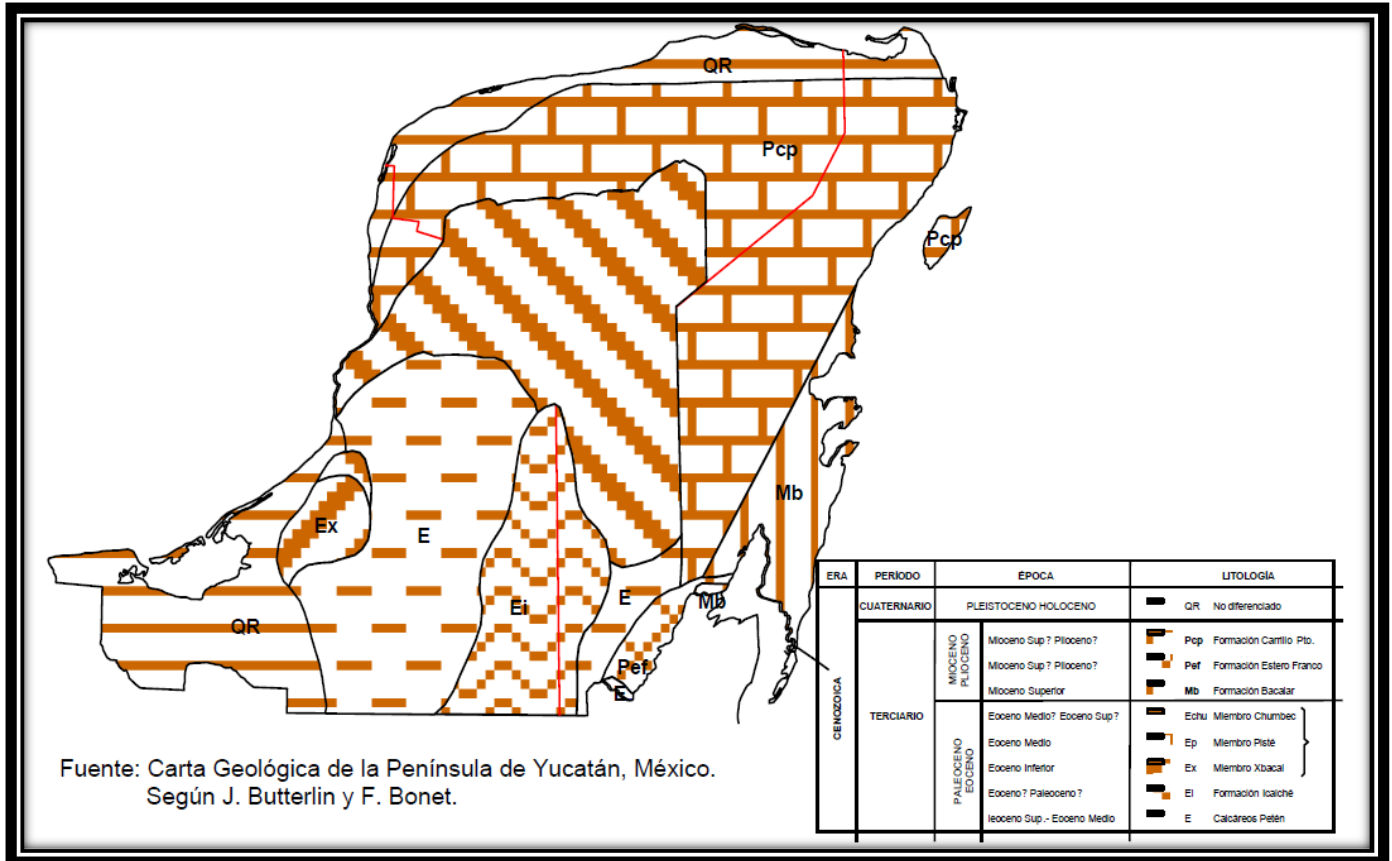 QR
Pcp
Pcp
Mb
Ex
E
Ei
E
Mb
QR
Pef
E
ERA PERÍODO ÉPOCA LITOLOGÍA
CENOZOICA
CUATERNARIO PLEISTOCENO HOLOCENO QR No diferenciado
TERCIARIO
MIOCENO PLIOCENO
Mioceno Sup? Plioceno? Pcp Formación Carrillo Pto.
Mioceno Sup? Plioceno? Pef Formación Estero Franco
Mioceno Superior Mb Formación Bacalar
PALEOCENO EOCENO
Eoceno Medio? Eoceno Sup? Echu Miembro Chumbec
Eoceno Medio Ep Miembro Pisté
Eoceno Inferior Ex Miembro Xbacal
Eoceno? Paleoceno? EI Formación Icaiché
leoceno Sup.- Eoceno Medio E Calcáreos Petén
Fuente: Carta Geológica de la Península de Yucatán, México.
Según J. Butterlin y F. Bonet.